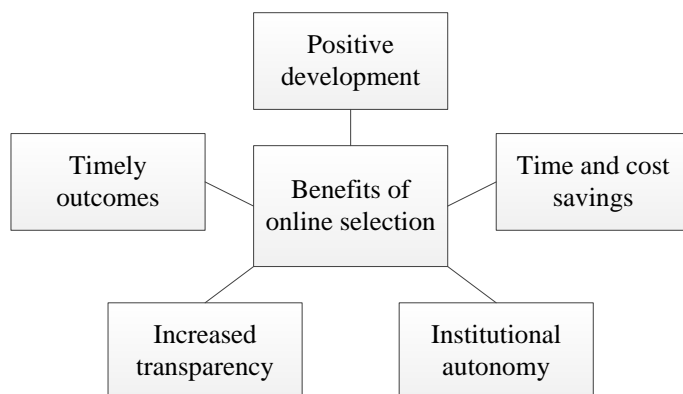 Positive
development
Timely
outcomes
Benefits of
online selection
Time and cost
savings
Increased
transparency
Institutional
autonomy